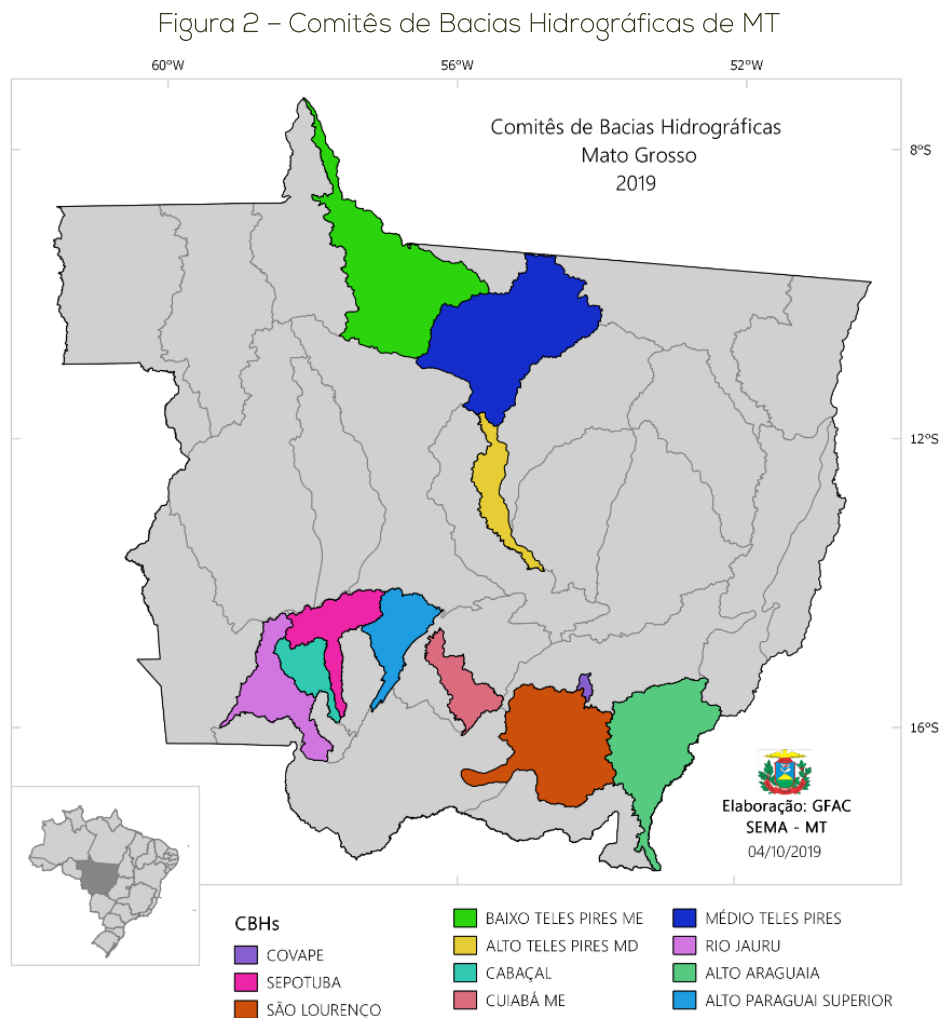 Figura 2 – Comitês de Bacias Hidrográficas de MT
60°W
56°W
52°W
Comitês de Bacias Hidrográficas
Mato Grosso
2019
8°S
12°S
16°S
Elaboração: GFAC
SEMA - MT
04/10/2019
CBHs
COVAPE
SEPOTUBA
SÃO LOURENÇO
BAIXO TELES PIRES ME
ALTO TELES PIRES MD
CABAÇAL
CUIABÁ ME
MÉDIO TELES PIRES
RIO JAURU
ALTO ARAGUAIA
ALTO PARAGUAI SUPERIOR